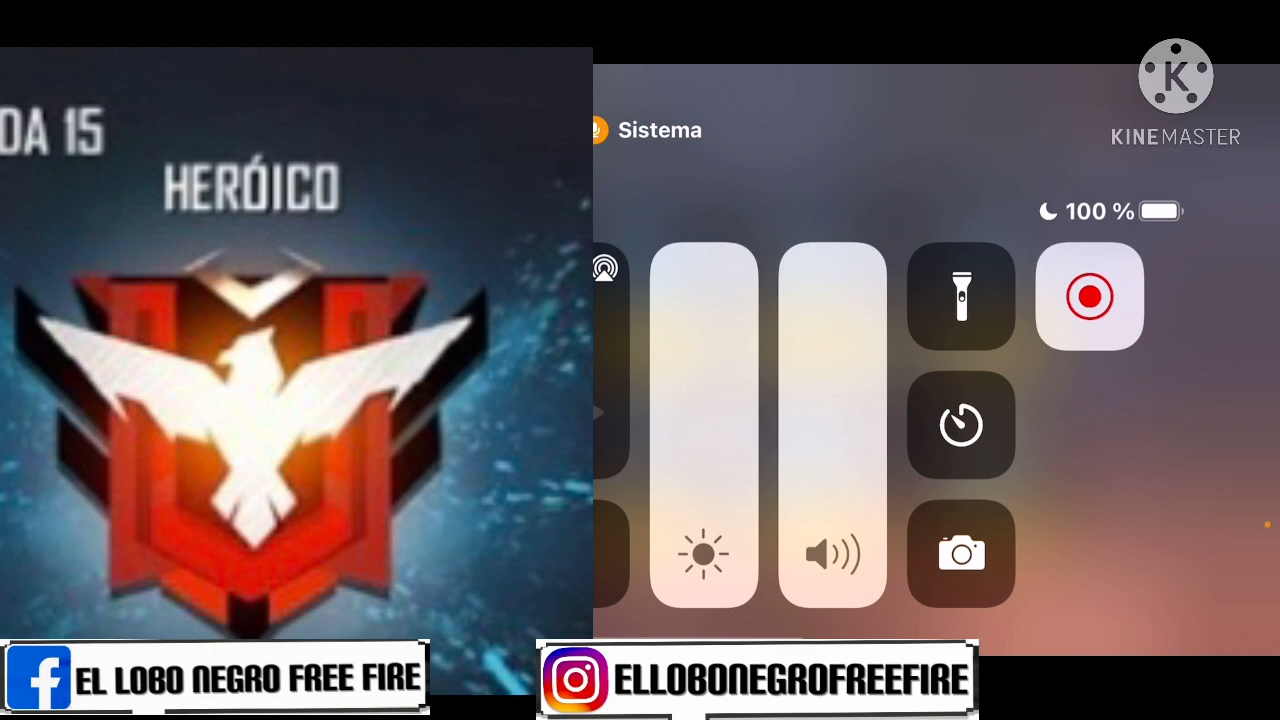 DA 15
HERÓICO
Sistema
K
KINEMASTER
100 %
EL LOBO NEGRO FREE FIRE
ELLOBONEGROFREEFIRE